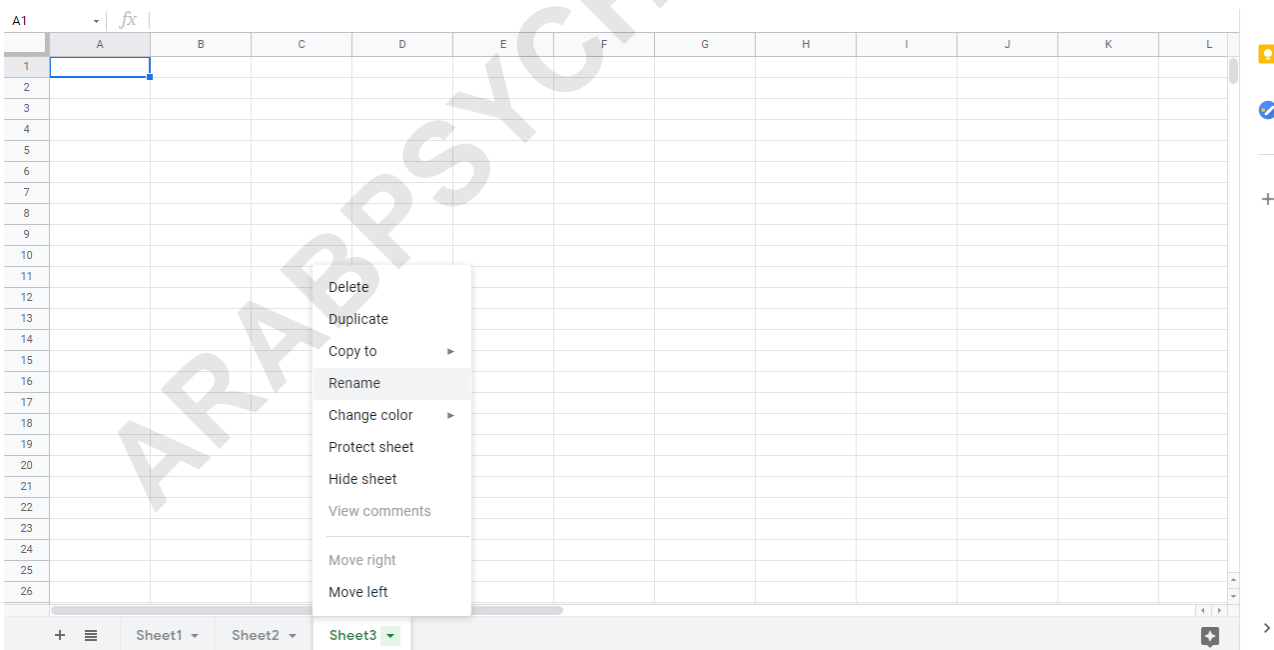 A1 fx
A B C D E F G H I J K L
1
2
3
4
5
6
7
8
9
10
11
12
13
14
15
16
17
18
19
20
21
22
23
24
25
26
Delete
Duplicate
Copy to
Rename
Change color
Protect sheet
Hide sheet
View comments
Move right
Move left
Sheet1 Sheet2 Sheet3
ARABPSYCH